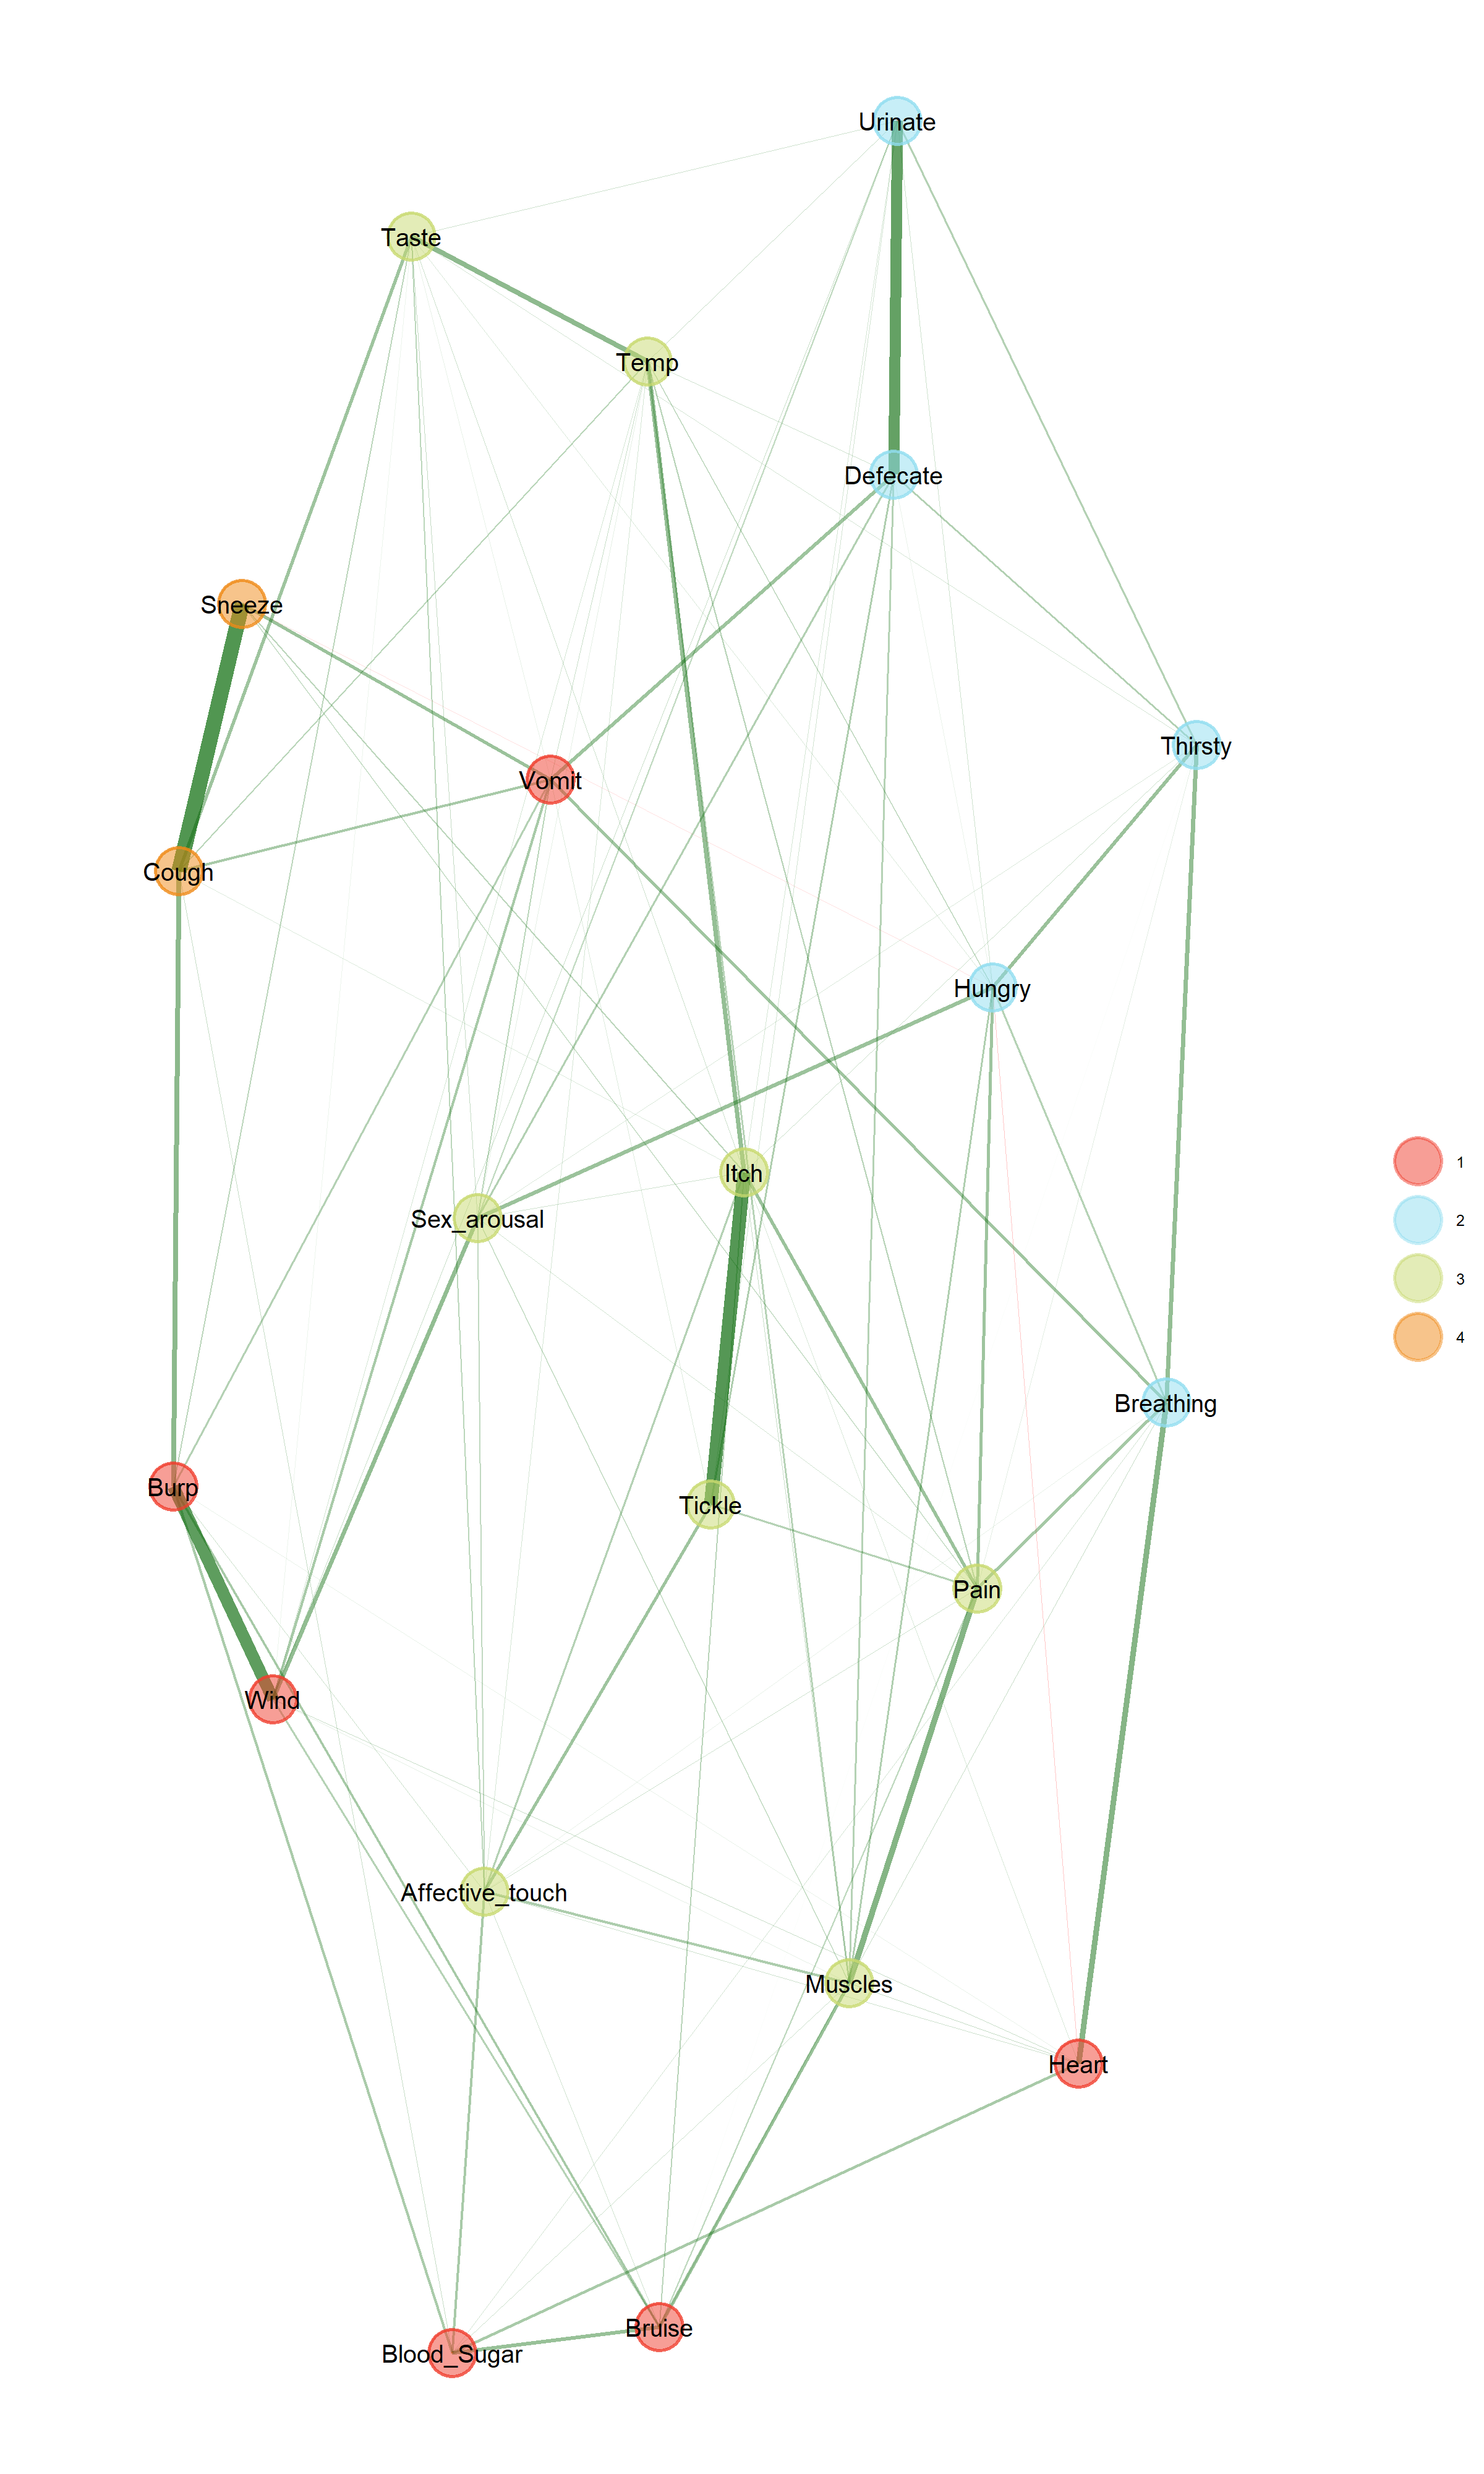 Urinate
Taste
Temp
Defecate
Sneeze
Thirsty
Vomit
Cough
Hungry
Itch
Sex_arousal
Breathing
Burp
Tickle
Pain
Wind
Affective_touch
Muscles
Heart
Bruise
Blood_Sugar
1
2
3
4